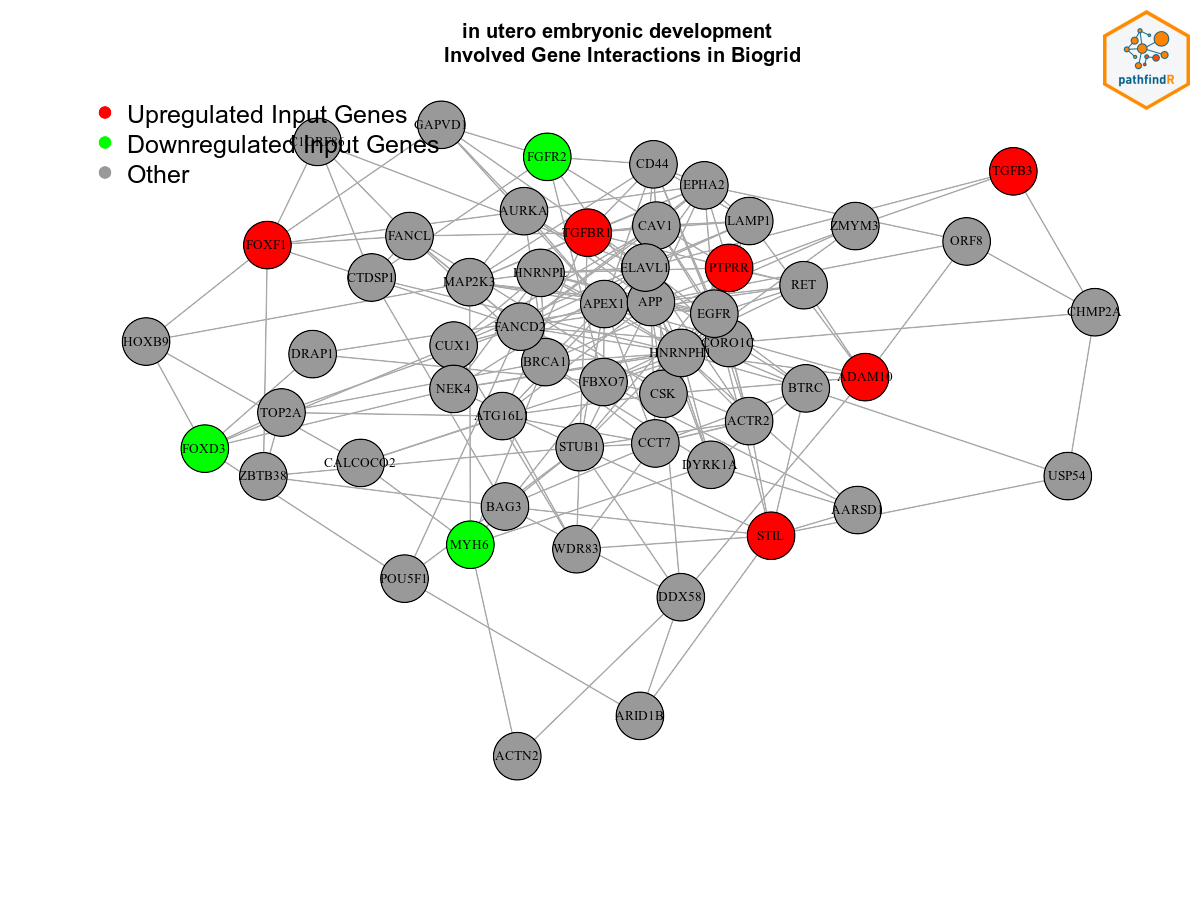 in utero embryonic development
Involved Gene Interactions in Biogrid
pathfindR
Upregulated Input Genes
Downregulated Input Genes
Other
GAPVD1
FGFR2
CD44
EPHA2
TGFB3
AURKA
LAMP1
CAV1
ZMYM3
TGFBR1
FANCL
FOXF1
ORF8
ELAVL1
PTPRR
HNRNPL
CTDSP1
MAP2K3
RET
APEX1
APP
EGFR
CHMP2A
FANCD2
HOXB9
CORO1C
CUX1
DRAP1
HNRNPH1
BRCA1
ADAM10
FBXO7
NEK4
BTRC
CSK
TOP2A
ATG16L1
ACTR2
FOXD3
STUB1
CCT7
CALCOCO2
DYRK1A
ZBTB38
USP54
BAG3
AARSD1
STIL
MYH6
WDR83
POU5F1
DDX58
ARID1B
ACTN2